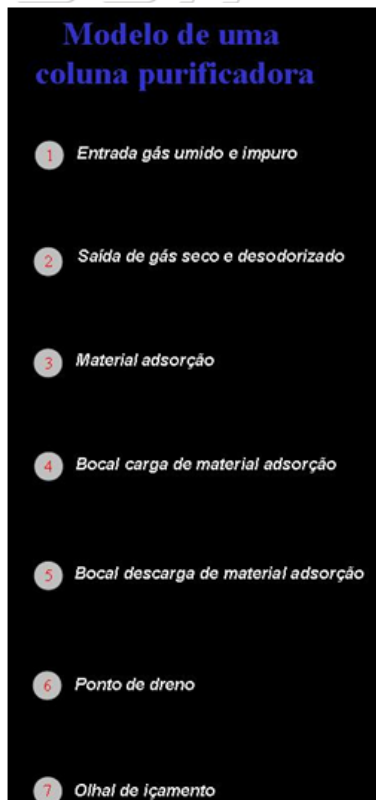 Modelo de uma
coluna purificadora
1 Entrada gás umido e impuro
2 Saída de gás seco e desodorizado
3 Material adsorção
4 Bocal carga de material adsorção
5 Bocal descarga de material adsorção
6 Ponto de dreno
7 Olhal de içamento